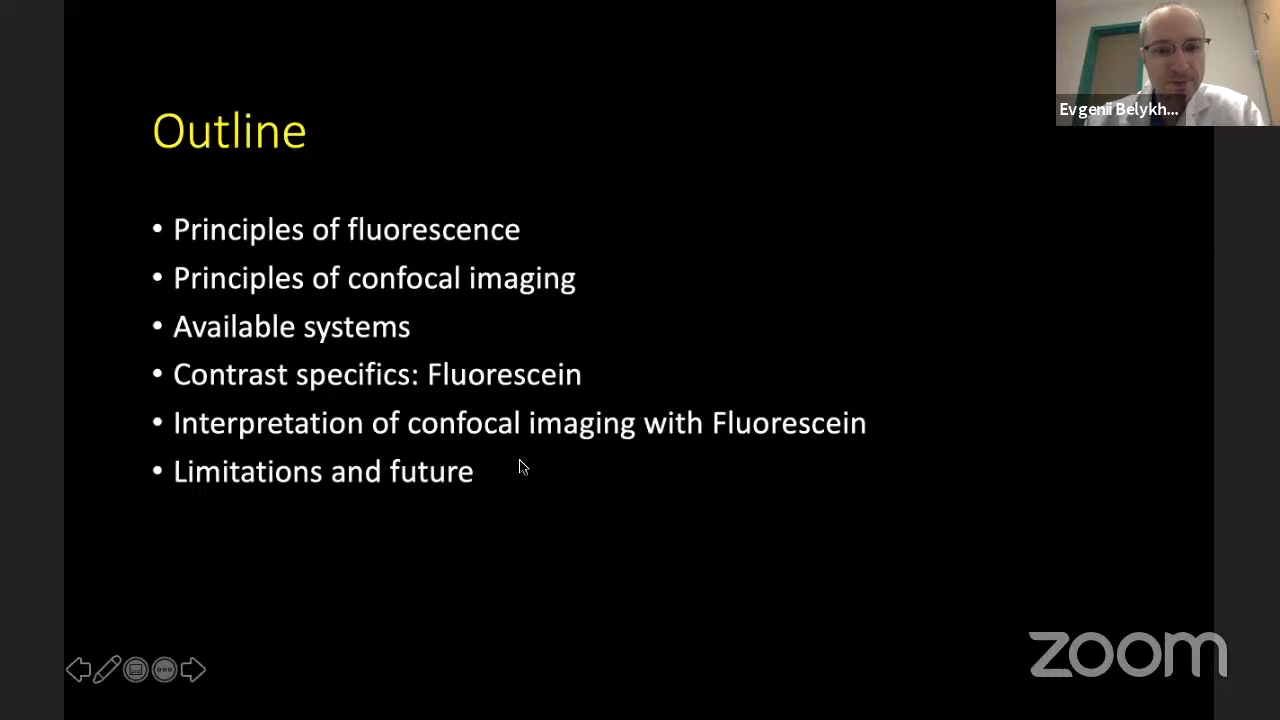 Evgenii Belykh...
Outline
• Principles of fluorescence
• Principles of confocal imaging
• Available systems
• Contrast specifics: Fluorescein
• Interpretation of confocal imaging with Fluorescein
• Limitations and future
zoom